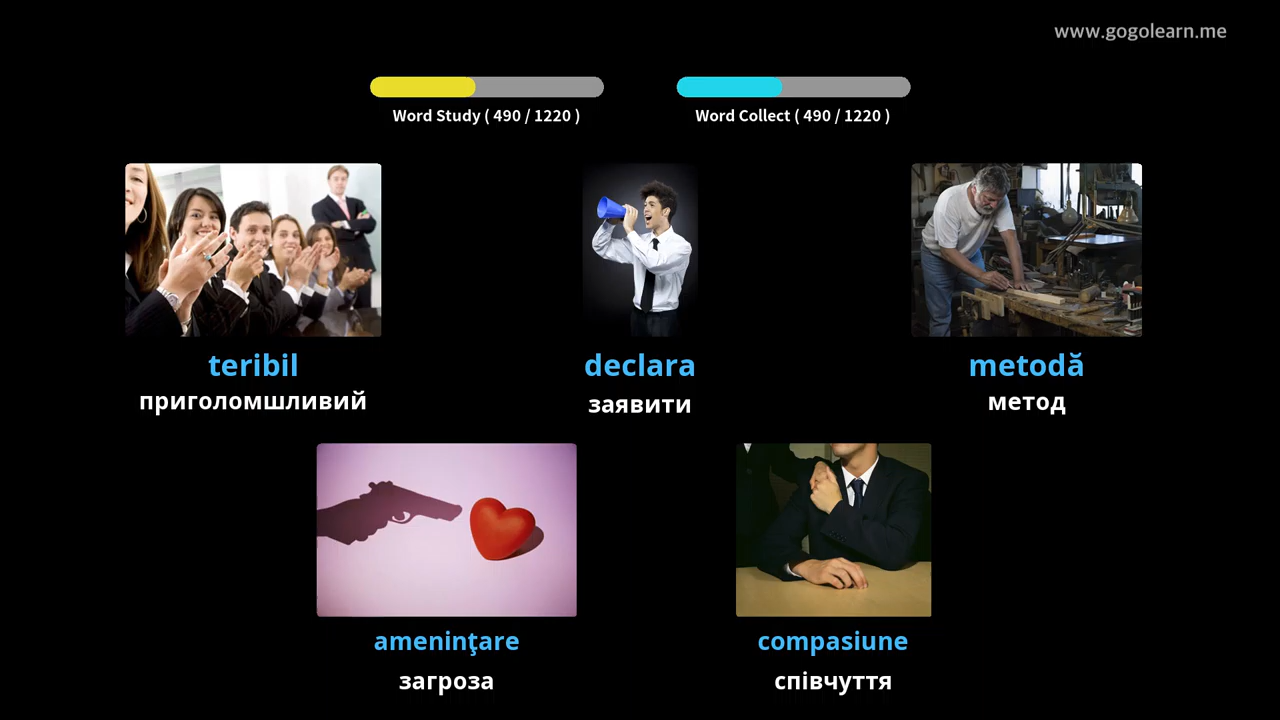 www.gogolearn.me
Word Study ( 490 / 1220 )
Word Collect ( 490 / 1220 )
teribil
declara
metodă
приголомшливий
заявити
метод
ameninţare
compasiune
загроза
співчуття